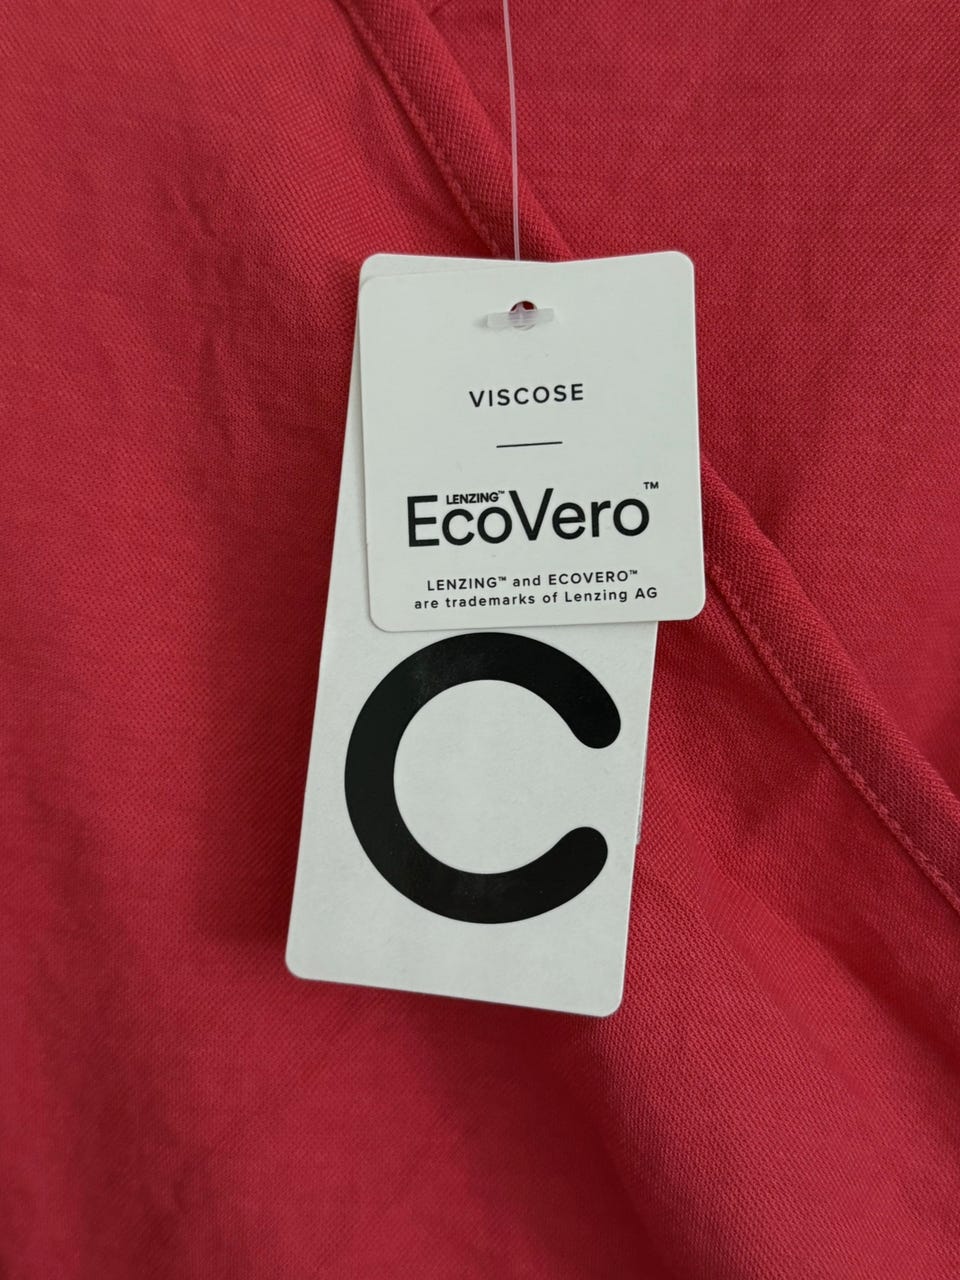 VISCOSE
LENZING™
EcoVero™
LENZING™ and ECOVERO™
are trademarks of Lenzing AG
C